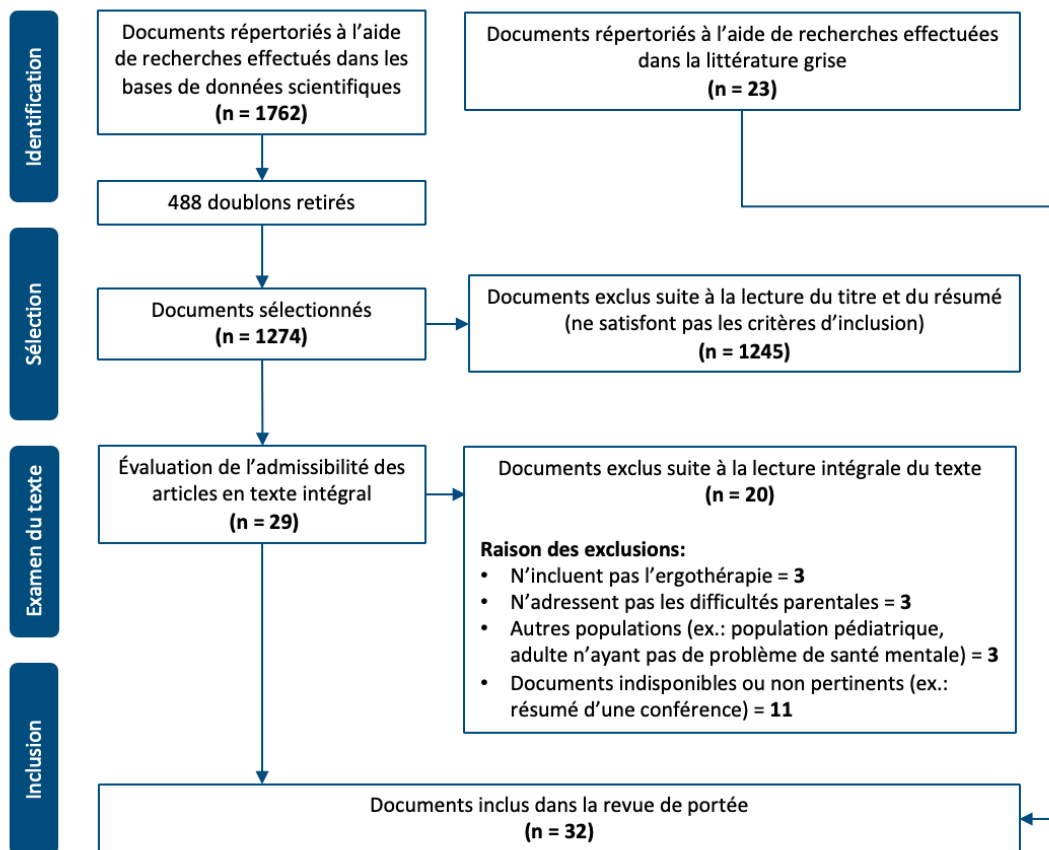 Identification
Documents répertoriés à l'aide
de recherches effectués dans les
bases de données scientifiques
(n = 1762)
Documents répertoriés à l'aide de recherches effectuées
dans la littérature grise
(n = 23)
488 doublons retirés
Sélection
Documents sélectionnés
(n = 1274)
Documents exclus suite à la lecture du titre et du résumé
(ne satisfont pas les critères d'inclusion)
(n = 1245)
Examen du texte
Évaluation de l'admissibilité des
articles en texte intégral
(n = 29)
Documents exclus suite à la lecture intégrale du texte
(n = 20)
Raison des exclusions:
• N'incluent pas l'ergothérapie = 3
• N'adressent pas les difficultés parentales = 3
• Autres populations (ex.: population pédiatrique,
adulte n'ayant pas de problème de santé mentale) = 3
• Documents indisponibles ou non pertinents (ex.:
résumé d'une conférence) = 11
Inclusion
Documents inclus dans la revue de portée
(n = 32)